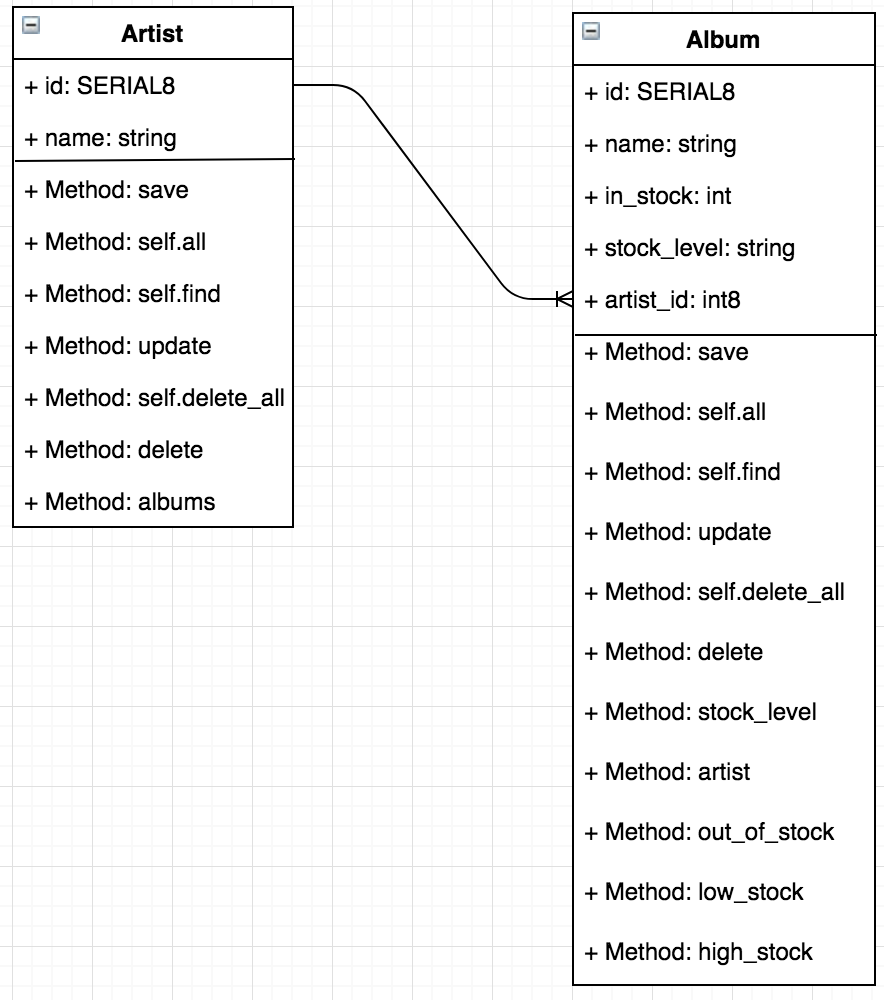 Artist
+ id: SERIAL8
+ name: string
+ Method: save
+ Method: self.all
+ Method: self.find
+ Method: update
+ Method: self.delete_all
+ Method: delete
+ Method: albums
Album
+ id: SERIAL8
+ name: string
+ in_stock: int
+ stock_level: string
+ artist_id: int8
+ Method: save
+ Method: self.all
+ Method: self.find
+ Method: update
+ Method: self.delete_all
+ Method: delete
+ Method: stock_level
+ Method: artist
+ Method: out_of_stock
+ Method: low_stock
+ Method: high_stock